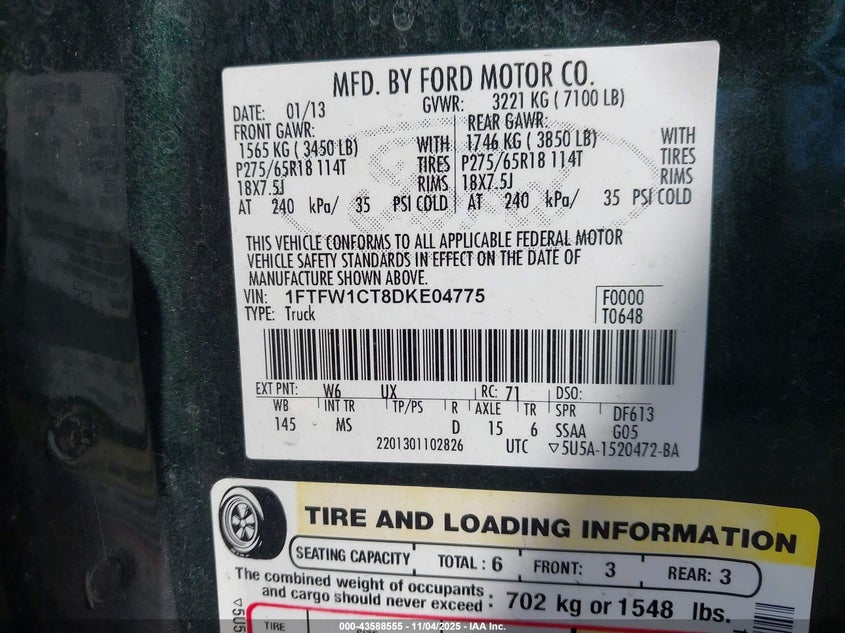 MFD. BY FORD MOTOR CO.
DATE: 01/13 GVWR: 3221 KG ( 7100 LB)
FRONT GAWR: REAR GAWR:
1565 KG ( 3450 LB) WITH 1746 KG ( 3850 LB) WITH
P275/65R18 114T TIRES P275/65R18 114T TIRES
18X7.5J RIMS 18X7.5J RIMS
AT 240 kPa/ 35 PSI COLD AT 240 kPa/ 35 PSI COLD
THIS VEHICLE CONFORMS TO ALL APPLICABLE FEDERAL MOTOR
VEHICLE SAFETY STANDARDS IN EFFECT ON THE DATE OF
MANUFACTURE SHOWN ABOVE.
VIN: 1FTFW1CT8DKE04775 F0000
TYPE: Truck T0648
EXT PNT: W6 UX RC: 71 DSO:
WB INT TR TP/PS R AXLE TR SPR DF613
145 MS D 15 6 SSAA G05
2201301102826 UTC ▽5U5A-1520472-BA
TIRE AND LOADING INFORMATION
SEATING CAPACITY TOTAL : 6 FRONT: 3 REAR: 3
The combined weight of occupants
and cargo should never exceed : 702 kg or 1548 lbs.
TIRE
000-43588555 - 11/04/2025 - IAA Inc.